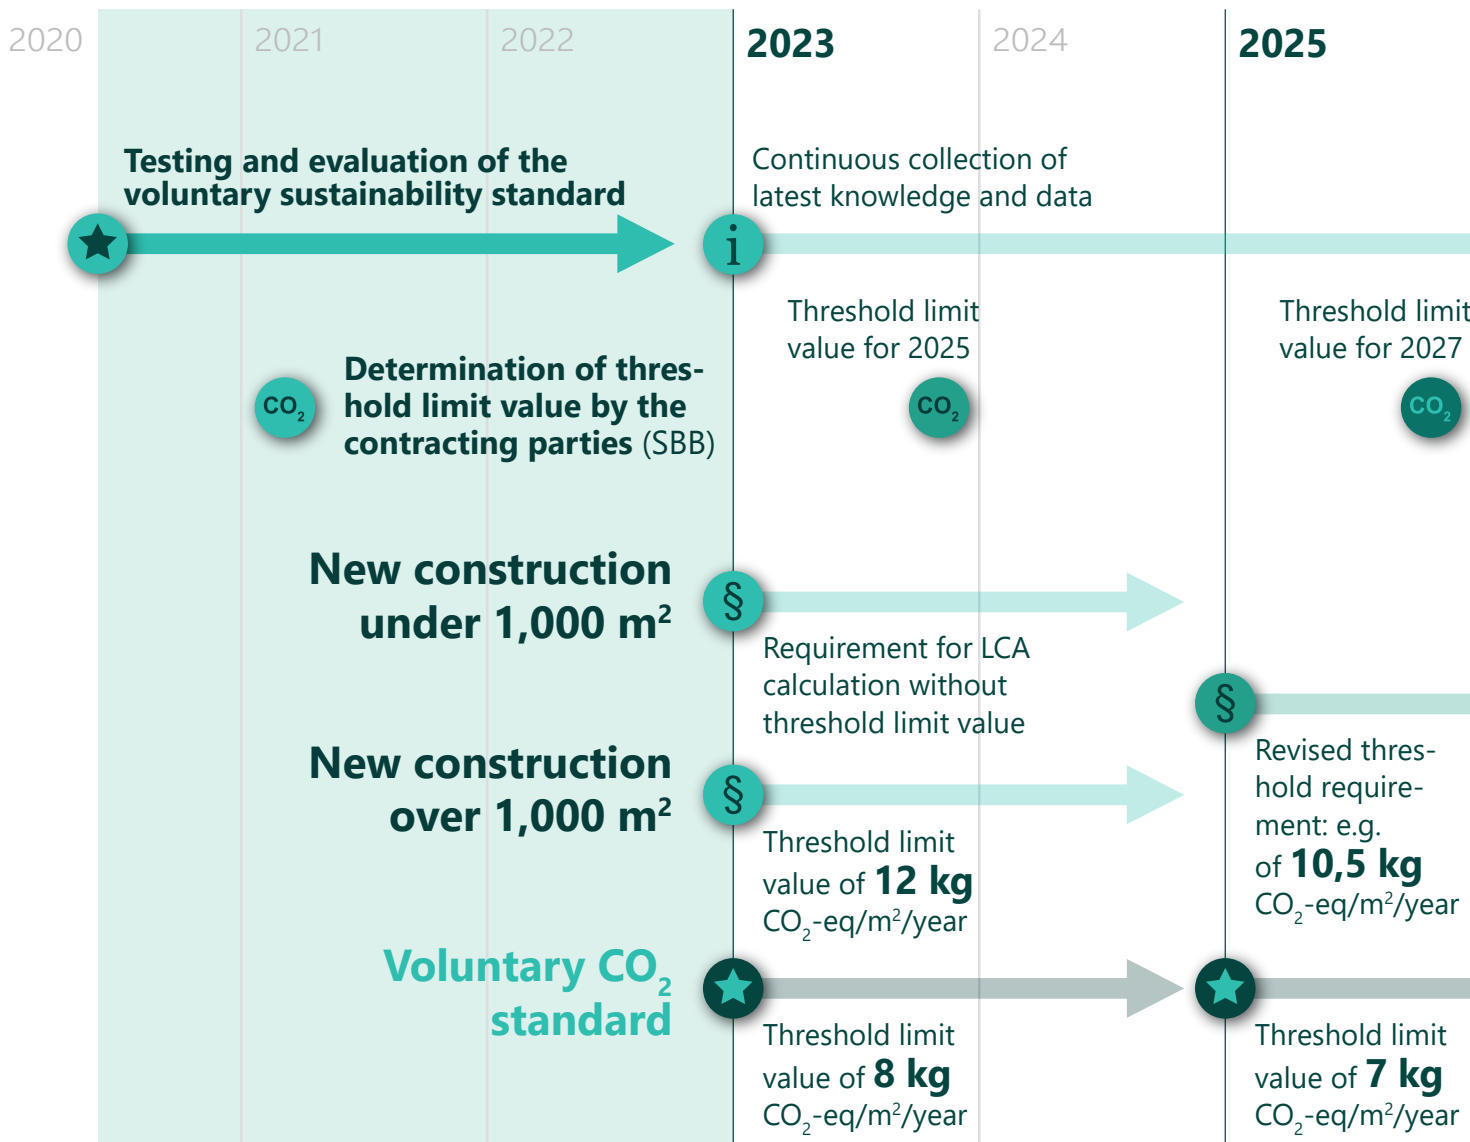 2020
2021
2022
2023
2024
2025
Testing and evaluation of the
voluntary sustainability standard
Continuous collection of
latest knowledge and data
i
Threshold limit
value for 2025
Threshold limit
value for 2027
CO₂
Determination of thres-
hold limit value by the
contracting parties (SBB)
CO₂
CO₂
New construction
under 1,000 m²
§
Requirement for LCA
calculation without
threshold limit value
New construction
over 1,000 m²
§
Threshold limit
value of 12 kg
CO₂-eq/m²/year
§
Revised thres-
hold require-
ment: e.g.
of 10,5 kg
CO₂-eq/m²/year
Voluntary CO₂
standard
Threshold limit
value of 8 kg
CO₂-eq/m²/year
Threshold limit
value of 7 kg
CO₂-eq/m²/year